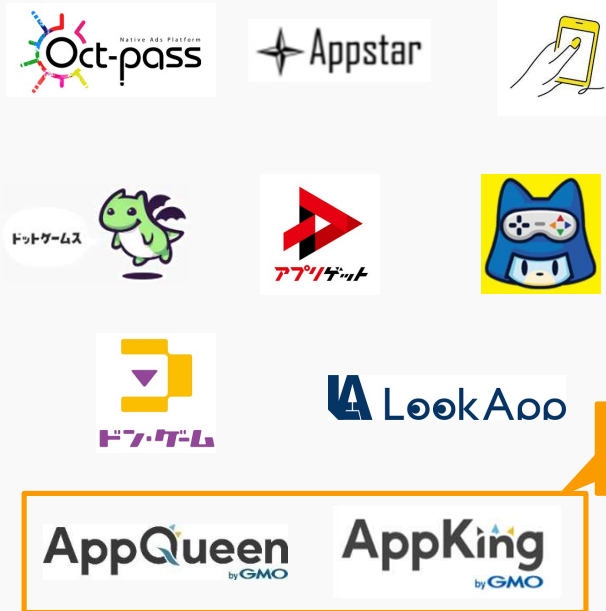 Native Ads Platform
Oct-pass
Appstar
ドットゲームス
アプリゲット
ドン・ゲーム
LA LookApp
AppQueen
by GMO
AppKing
by GMO